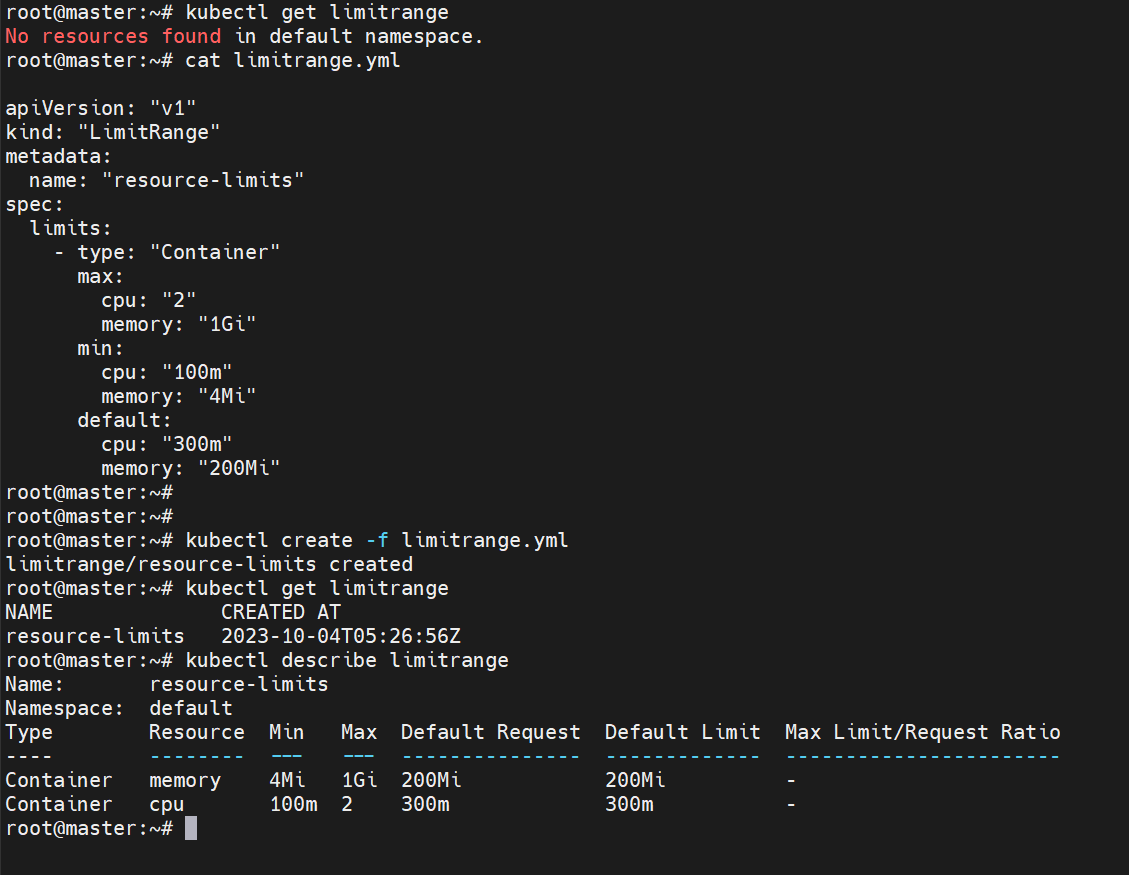 root@master:~# kubectl get limitrange
No resources found in default namespace.
root@master:~# cat limitrange.yml

apiVersion: "v1"
kind: "LimitRange"
metadata:
  name: "resource-limits"
spec:
  limits:
    - type: "Container"
      max:
        cpu: "2"
        memory: "1Gi"
      min:
        cpu: "100m"
        memory: "4Mi"
      default:
        cpu: "300m"
        memory: "200Mi"
root@master:~#
root@master:~#
root@master:~# kubectl create -f limitrange.yml
limitrange/resource-limits created
root@master:~# kubectl get limitrange
NAME              CREATED AT
resource-limits   2023-10-04T05:26:56Z
root@master:~# kubectl describe limitrange
Name:       resource-limits
Namespace:  default
Type        Resource  Min   Max  Default Request  Default Limit  Max Limit/Request Ratio
----        --------  ---   ---  ---------------  -------------  -----------------------
Container   memory    4Mi   1Gi  200Mi            200Mi          -
Container   cpu       100m  2    300m             300m           -
root@master:~#